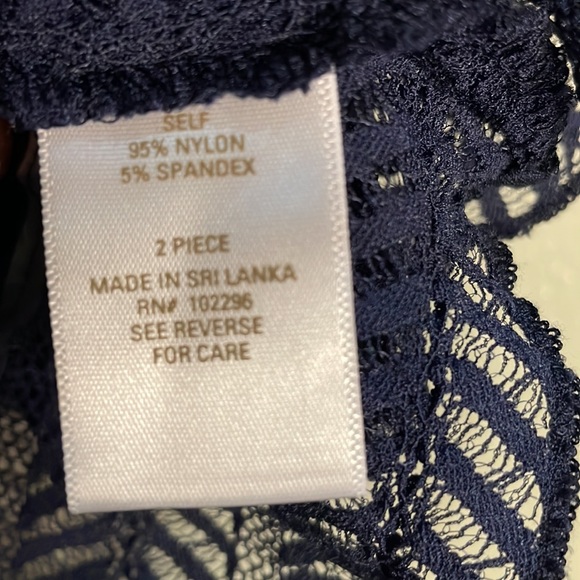 SELF
95% NYLON
5% SPANDEX
2 PIECE
MADE IN SRI LANKA
RN# 102296
SEE REVERSE
FOR CARE